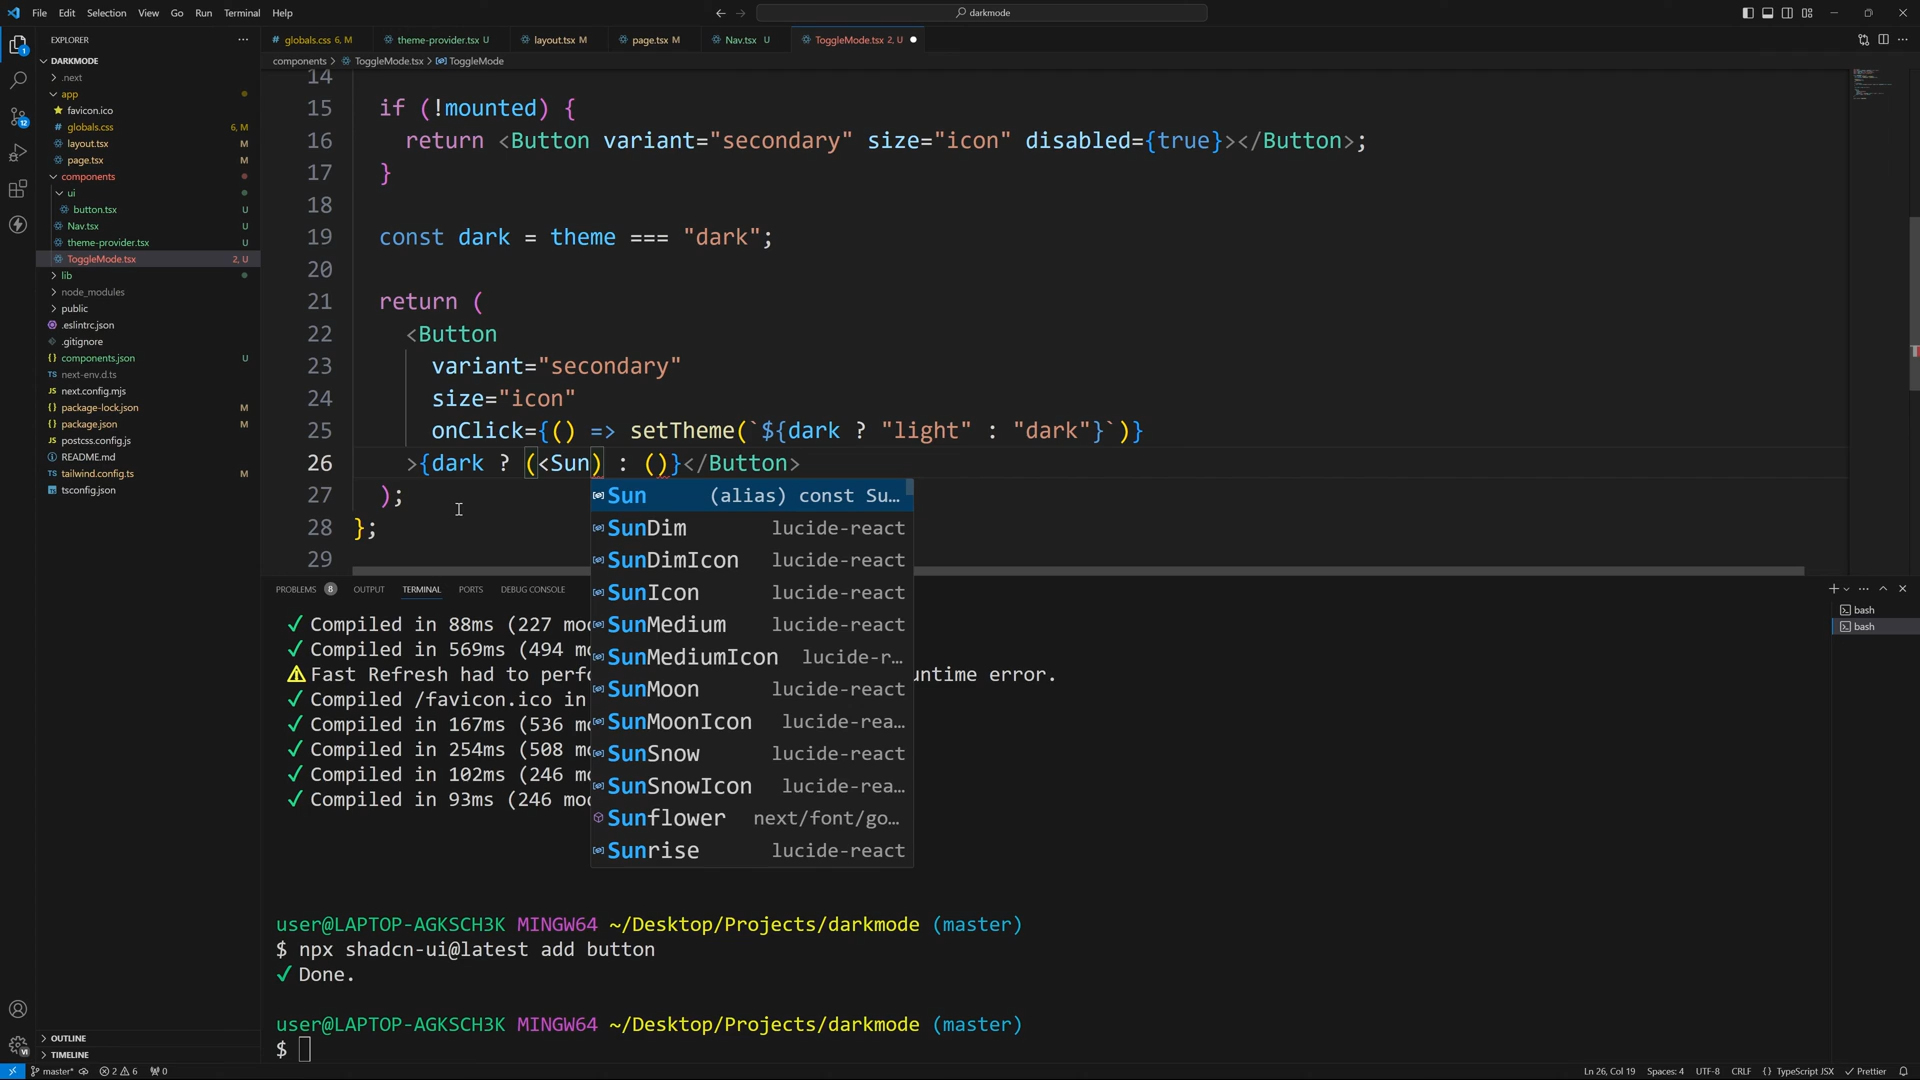 File Edit Selection View Go Run Terminal Help
darkmode
EXPLORER
globals.css 6, M
theme-provider.tsx U
layout.tsx M
page.tsx M
Nav.tsx U
ToggleMode.tsx 2, U
components > ToggleMode.tsx > ToggleMode
DARKMODE
.next
app
favicon.ico
globals.css 6, M
layout.tsx M
page.tsx M
components
ui
button.tsx U
Nav.tsx U
theme-provider.tsx U
ToggleMode.tsx 2, U
lib
node_modules
public
.eslintrc.json
.gitignore
components.json U
next-env.d.ts
next.config.mjs
package-lock.json M
package.json M
postcss.config.js
README.md
tailwind.config.ts M
tsconfig.json
OUTLINE
TIMELINE
14
15 if (!mounted) {
16 return <Button variant="secondary" size="icon" disabled={true}></Button>;
17 }
18
19 const dark = theme === "dark";
20
21 return (
22 <Button
23 variant="secondary"
24 size="icon"
25 onClick={() => setTheme(`${dark ? "light" : "dark"}`)}
26 >{dark ? (<Sun) : ()}</Button>
27 );
28 };
29
Sun (alias) const Su…
SunDim lucide-react
SunDimIcon lucide-react
SunIcon lucide-react
SunMedium lucide-react
SunMediumIcon lucide-r…
SunMoon lucide-react
SunMoonIcon lucide-rea…
SunSnow lucide-react
SunSnowIcon lucide-rea…
Sunflower next/font/go…
Sunrise lucide-react
PROBLEMS 8 OUTPUT TERMINAL PORTS DEBUG CONSOLE
bash
bash
✓ Compiled in 88ms (227 mo
✓ Compiled in 569ms (494 m
⚠ Fast Refresh had to perf untime error.
✓ Compiled /favicon.ico in
✓ Compiled in 167ms (536 m
✓ Compiled in 254ms (508 m
✓ Compiled in 102ms (246 m
✓ Compiled in 93ms (246 mo
user@LAPTOP-AGKSCH3K MINGW64 ~/Desktop/Projects/darkmode (master)
$ npx shadcn-ui@latest add button
✓ Done.
user@LAPTOP-AGKSCH3K MINGW64 ~/Desktop/Projects/darkmode (master)
$
master* 2 6 0
Ln 26, Col 19 Spaces: 4 UTF-8 CRLF {} TypeScript JSX Prettier